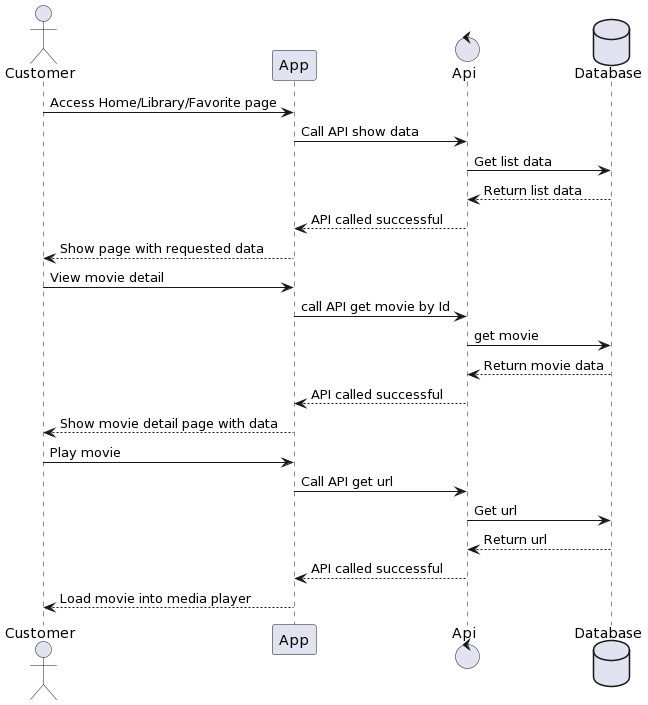 Customer
App
Api
Database
Access Home/Library/Favorite page
Call API show data
Get list data
Return list data
API called successful
Show page with requested data
View movie detail
call API get movie by Id
get movie
Return movie data
API called successful
Show movie detail page with data
Play movie
Call API get url
Get url
Return url
API called successful
Load movie into media player
Customer
App
Api
Database